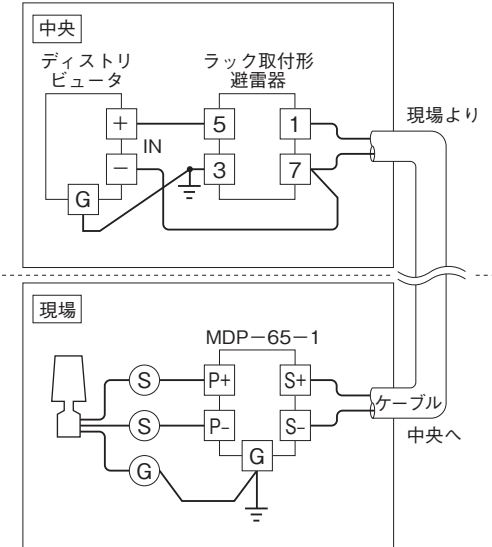 中央
ディストリ
ビュータ
ラック取付形
避雷器
現場より
+
5
1
IN
−
3
7
G
現場
MDP−65−1
S
P+
S+
ケーブル
S
P−
S−
中央へ
G
G